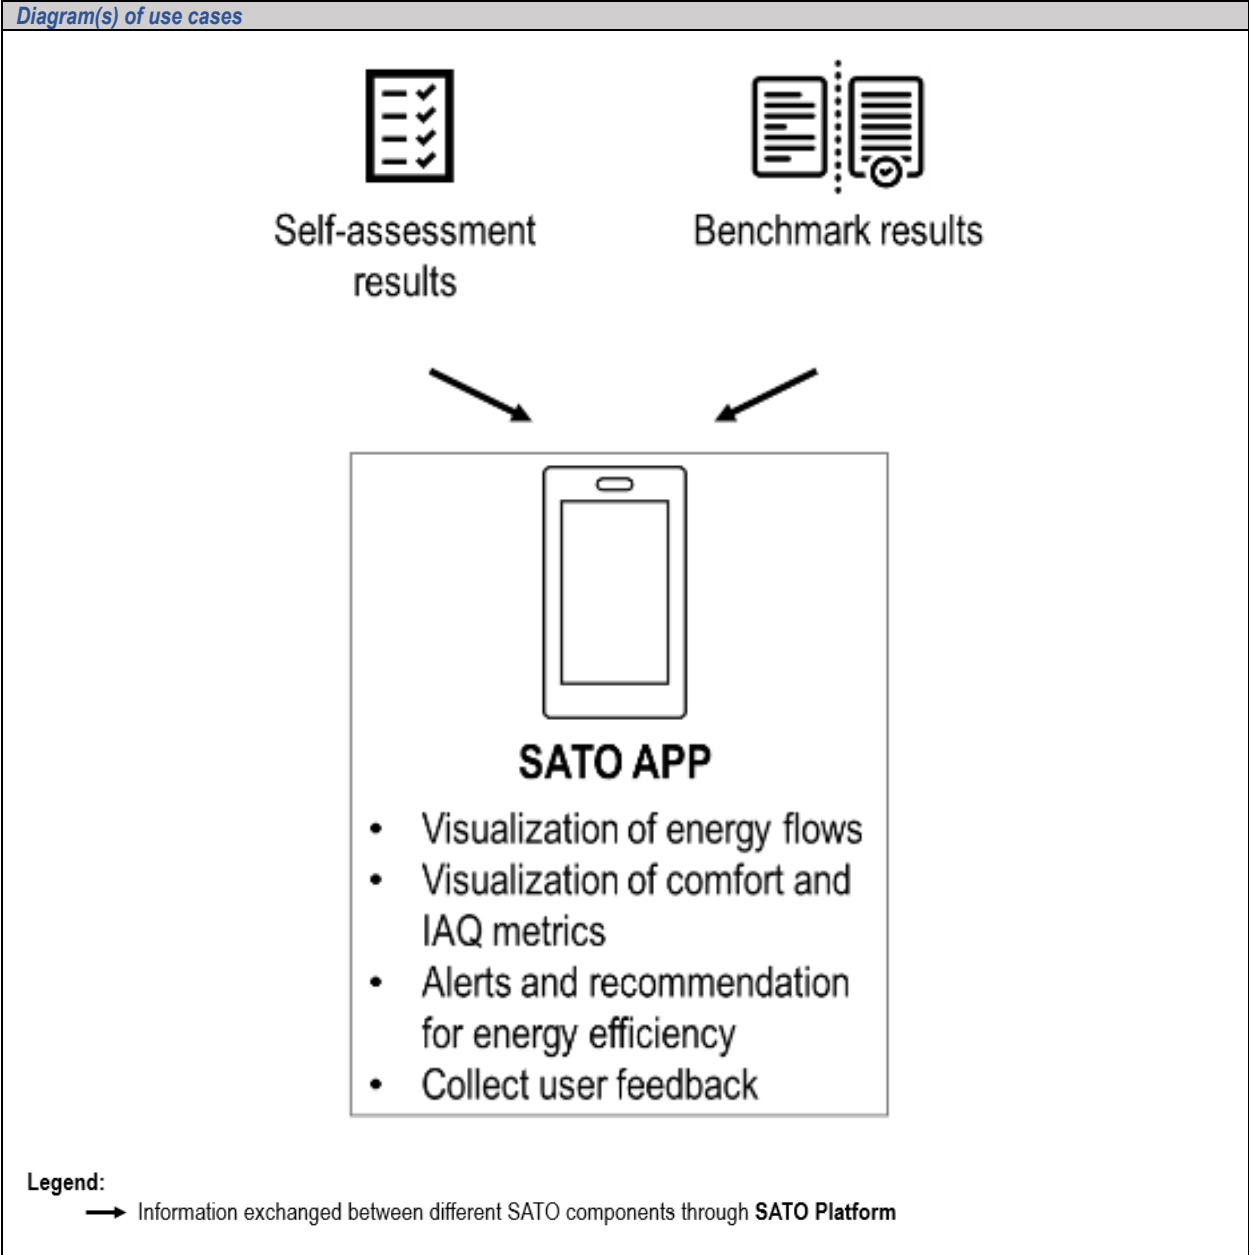 Diagram(s) of use cases
Self-assessment
results
Benchmark results
SATO APP
• Visualization of energy flows
• Visualization of comfort and
IAQ metrics
• Alerts and recommendation
for energy efficiency
• Collect user feedback
Legend:
Information exchanged between different SATO components through SATO Platform